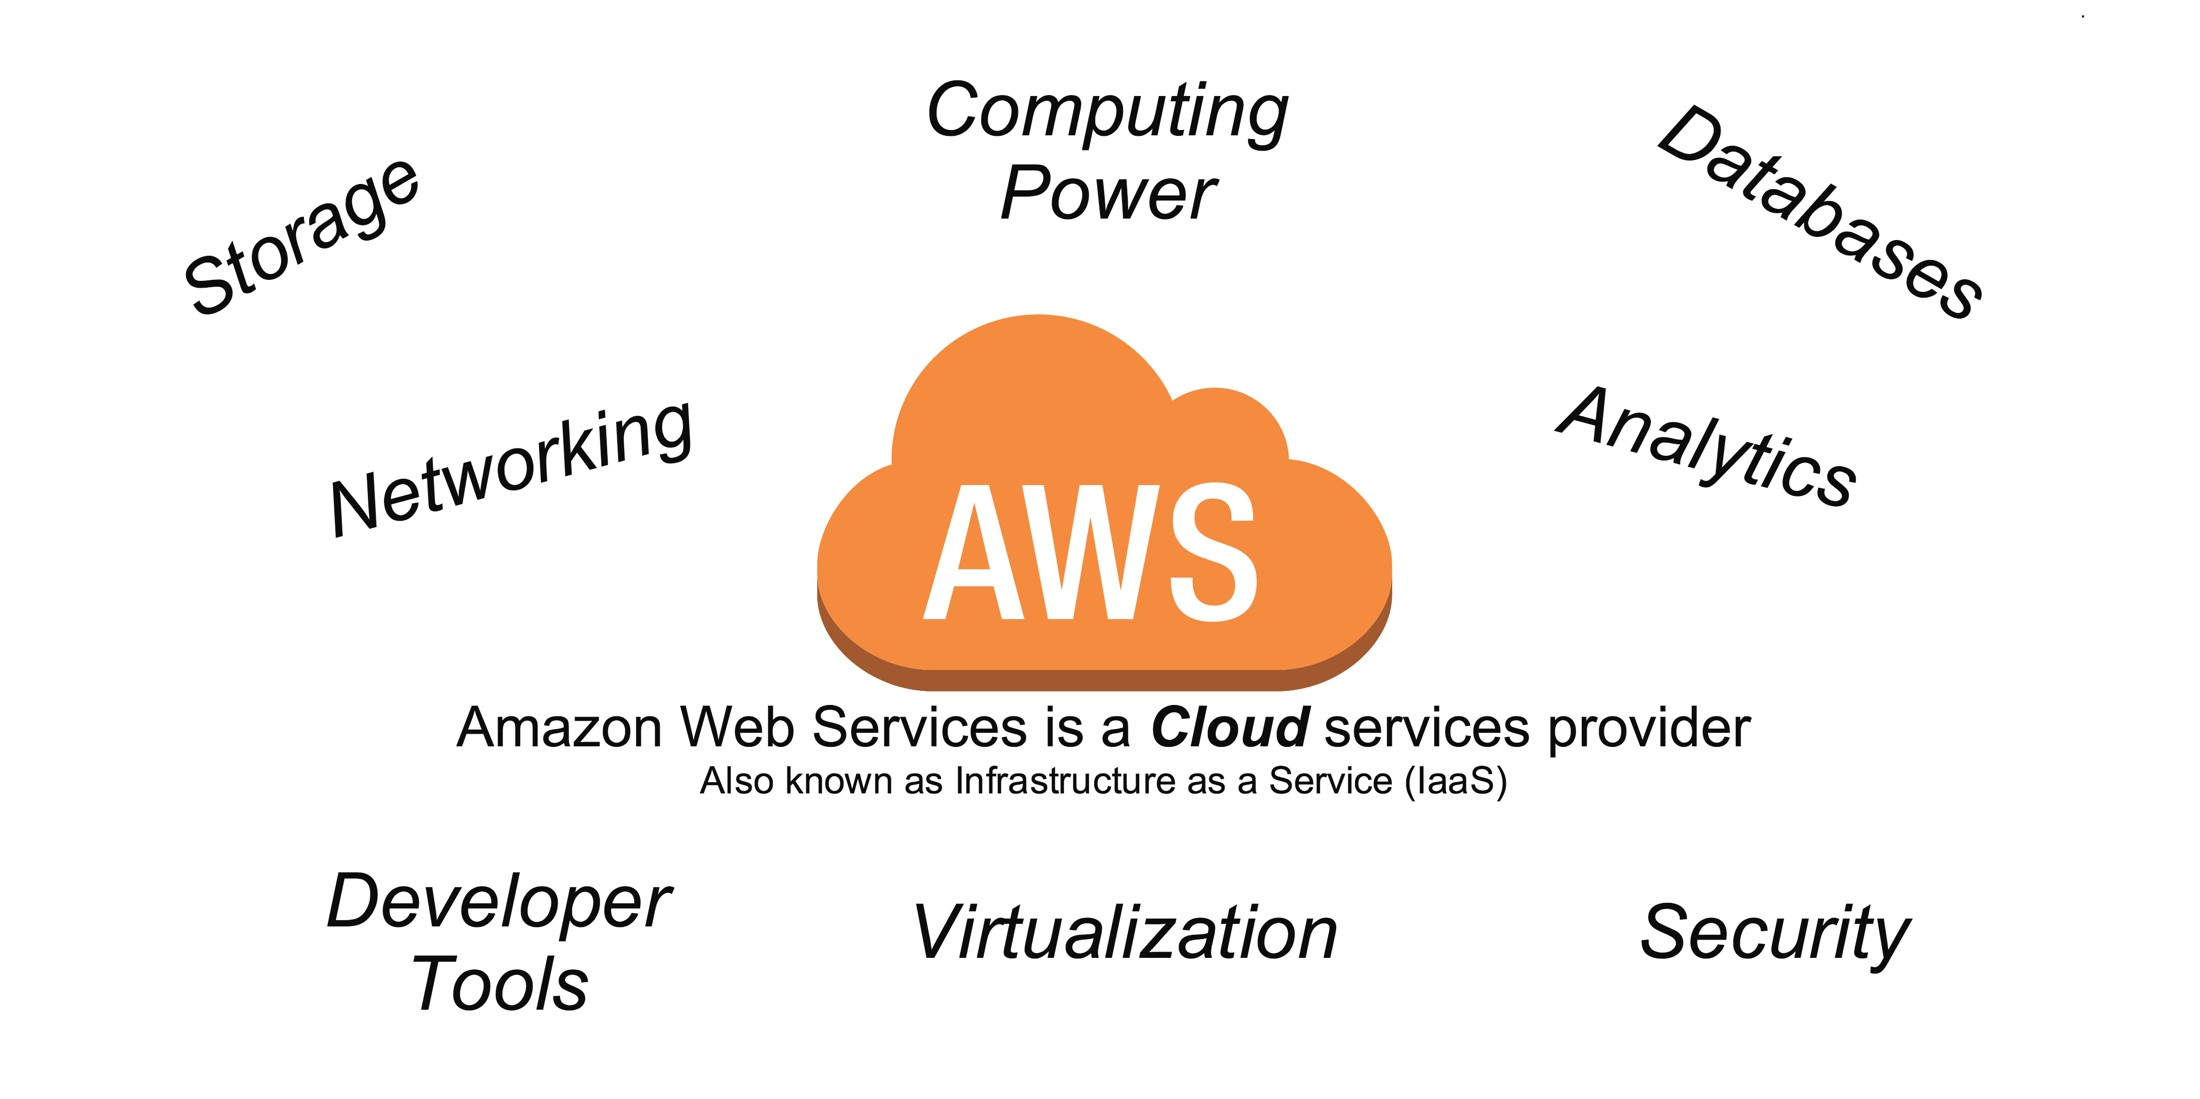 Computing
Power
Storage
Databases
Networking
Analytics
AWS
Amazon Web Services is a Cloud services provider
Also known as Infrastructure as a Service (IaaS)
Developer
Tools
Virtualization
Security